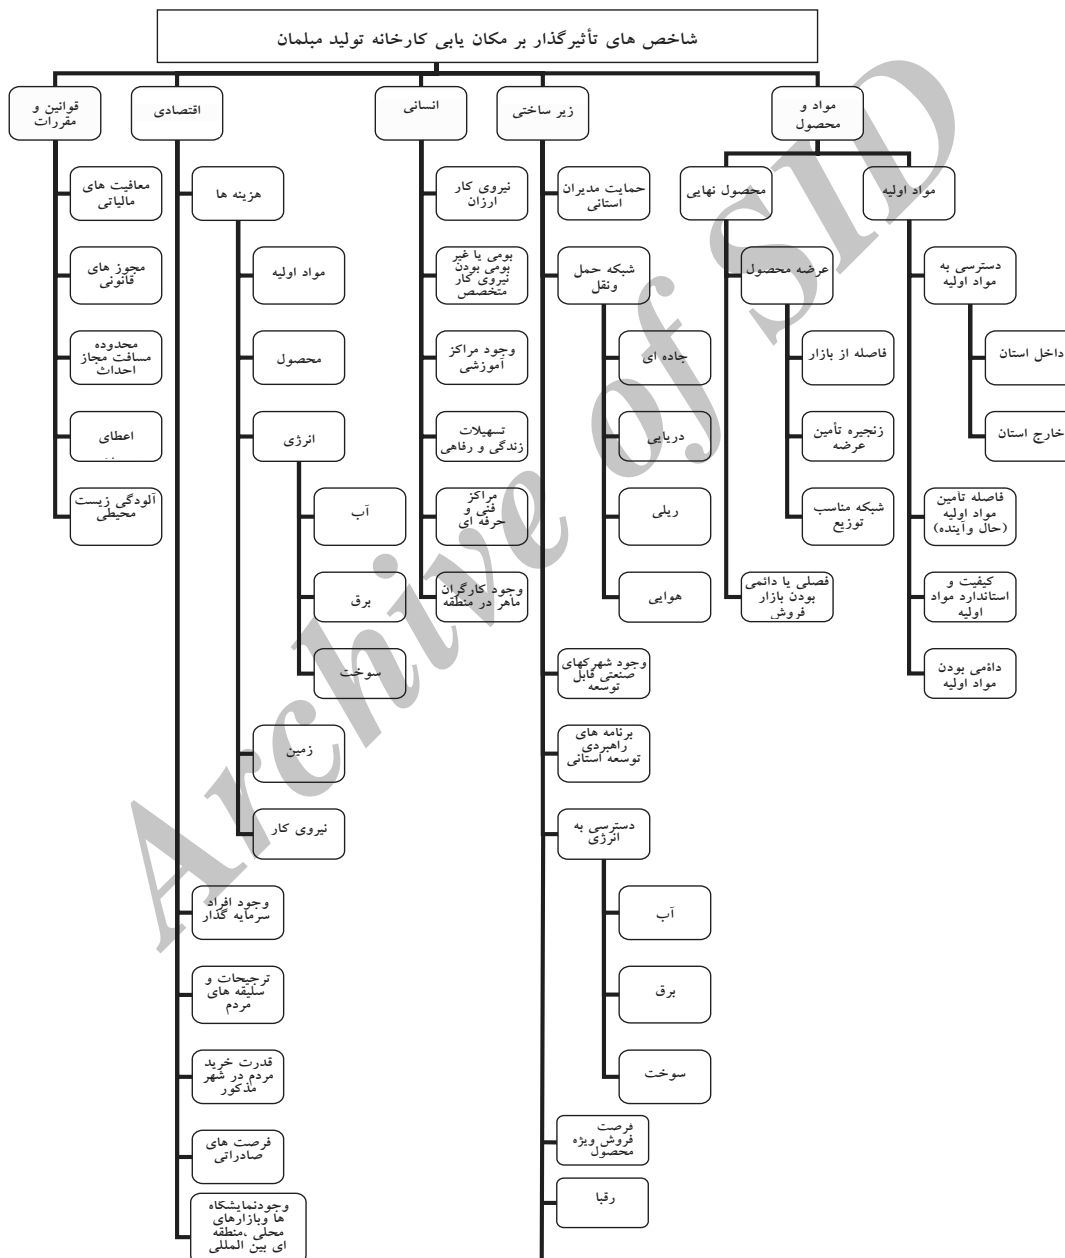 شاخص های تأثیرگذار بر مکان یابی کارخانه تولید مبلمان
مواد و
محصول
مواد اولیه
دسترسی به
مواد اولیه
داخل استان
خارج استان
فاصله تأمین
مواد اولیه
(حال وآینده)
کیفیت و
استاندارد مواد
اولیه
دائمی بودن
مواد اولیه
محصول نهایی
عرضه محصول
فاصله از بازار
زنجیره تأمین
عرضه
شبکه مناسب
توزیع
فصلی یا دائمی
بودن بازار
فروش
زیر ساختی
حمایت مدیران
استانی
شبکه حمل
ونقل
جاده ای
دریایی
ریلی
هوایی
وجود شهرکهای
صنعتی قابل
توسعه
برنامه های
راهبردی
توسعه استانی
دسترسی به
انرژی
آب
برق
سوخت
فرصت
فروش ویژه
محصول
رقبا
انسانی
نیروی کار
ارزان
بومی یا غیر
بومی بودن
نیروی کار
متخصص
وجود مراکز
آموزشی
تسهیلات
زندگی و رفاهی
مراکز
فنی و
حرفه ای
وجود کارگران
ماهر در منطقه
اقتصادی
هزینه ها
مواد اولیه
محصول
انرژی
آب
برق
سوخت
زمین
نیروی کار
وجود افراد
سرمایه گذار
ترجیحات و
سلیقه های
مردم
قدرت خرید
مردم در شهر
مذکور
فرصت های
صادراتی
وجودنمایشگاه
ها وبازارهای
محلی ،منطقه
ای بین المللی
قوانین و
مقررات
معافیت های
مالیاتی
مجوز های
قانونی
محدوده
مسافت مجاز
احداث
اعطای
آلودگی زیست
محیطی
Archive of SID